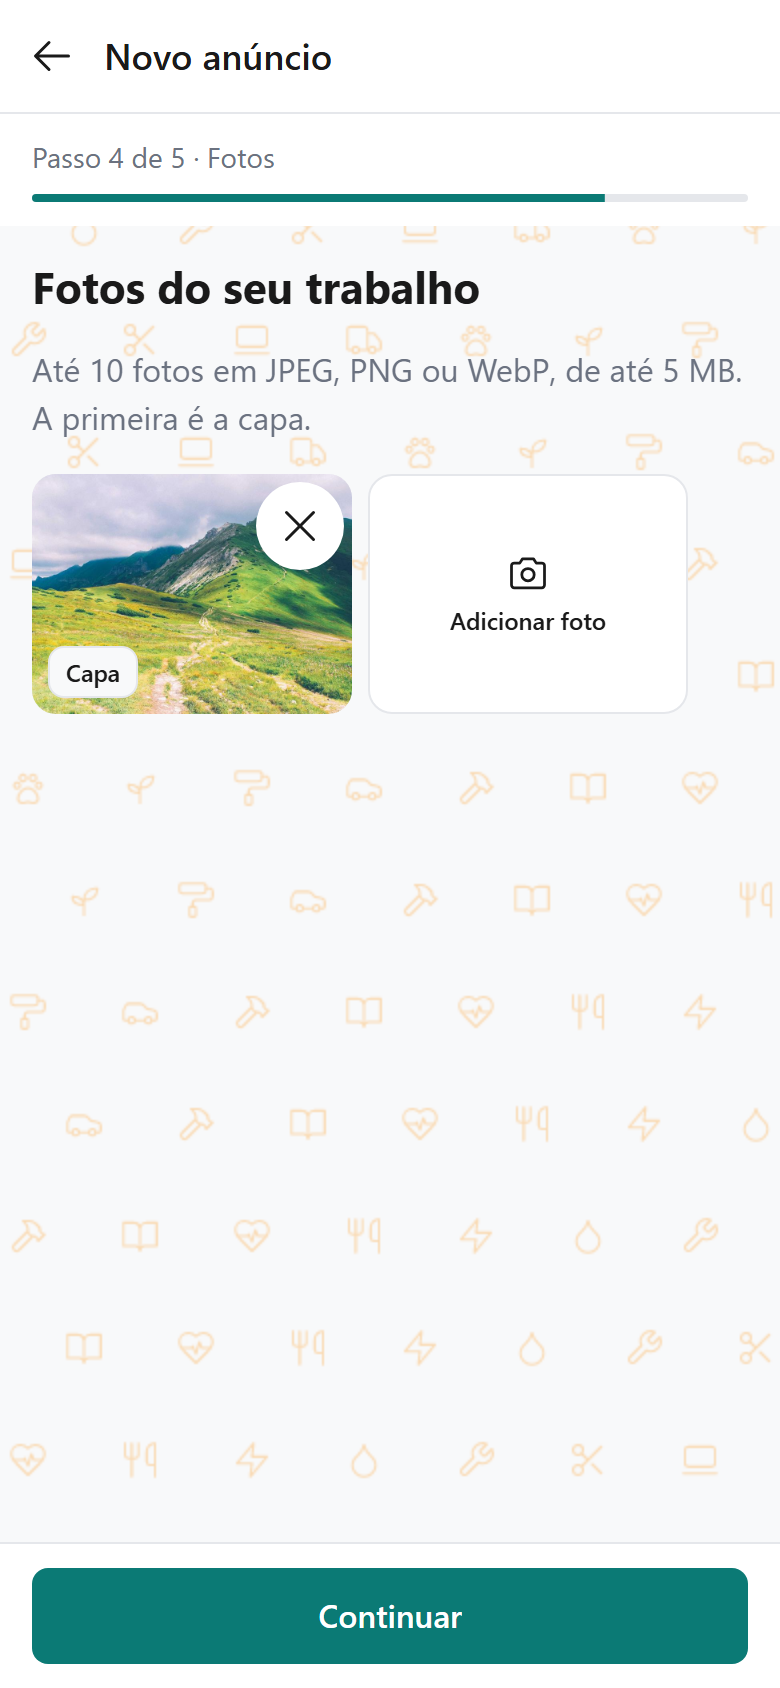 Novo anúncio
Passo 4 de 5 · Fotos
Fotos do seu trabalho
Até 10 fotos em JPEG, PNG ou WebP, de até 5 MB.
A primeira é a capa.
Capa
Adicionar foto
Continuar